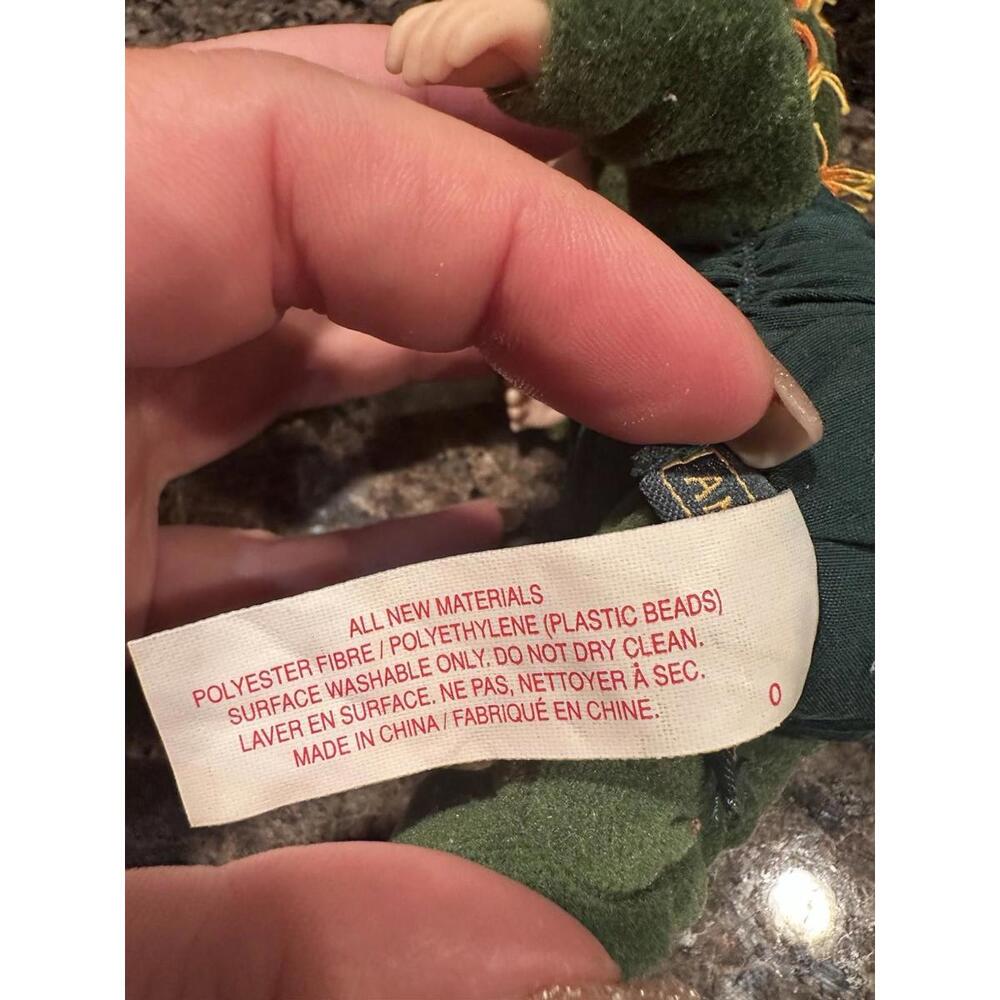 ALL NEW MATERIALS
POLYESTER FIBRE / POLYETHYLENE (PLASTIC BEADS)
SURFACE WASHABLE ONLY. DO NOT DRY CLEAN.
LAVER EN SURFACE. NE PAS, NETTOYER À SEC.
MADE IN CHINA / FABRIQUÉ EN CHINE.
0